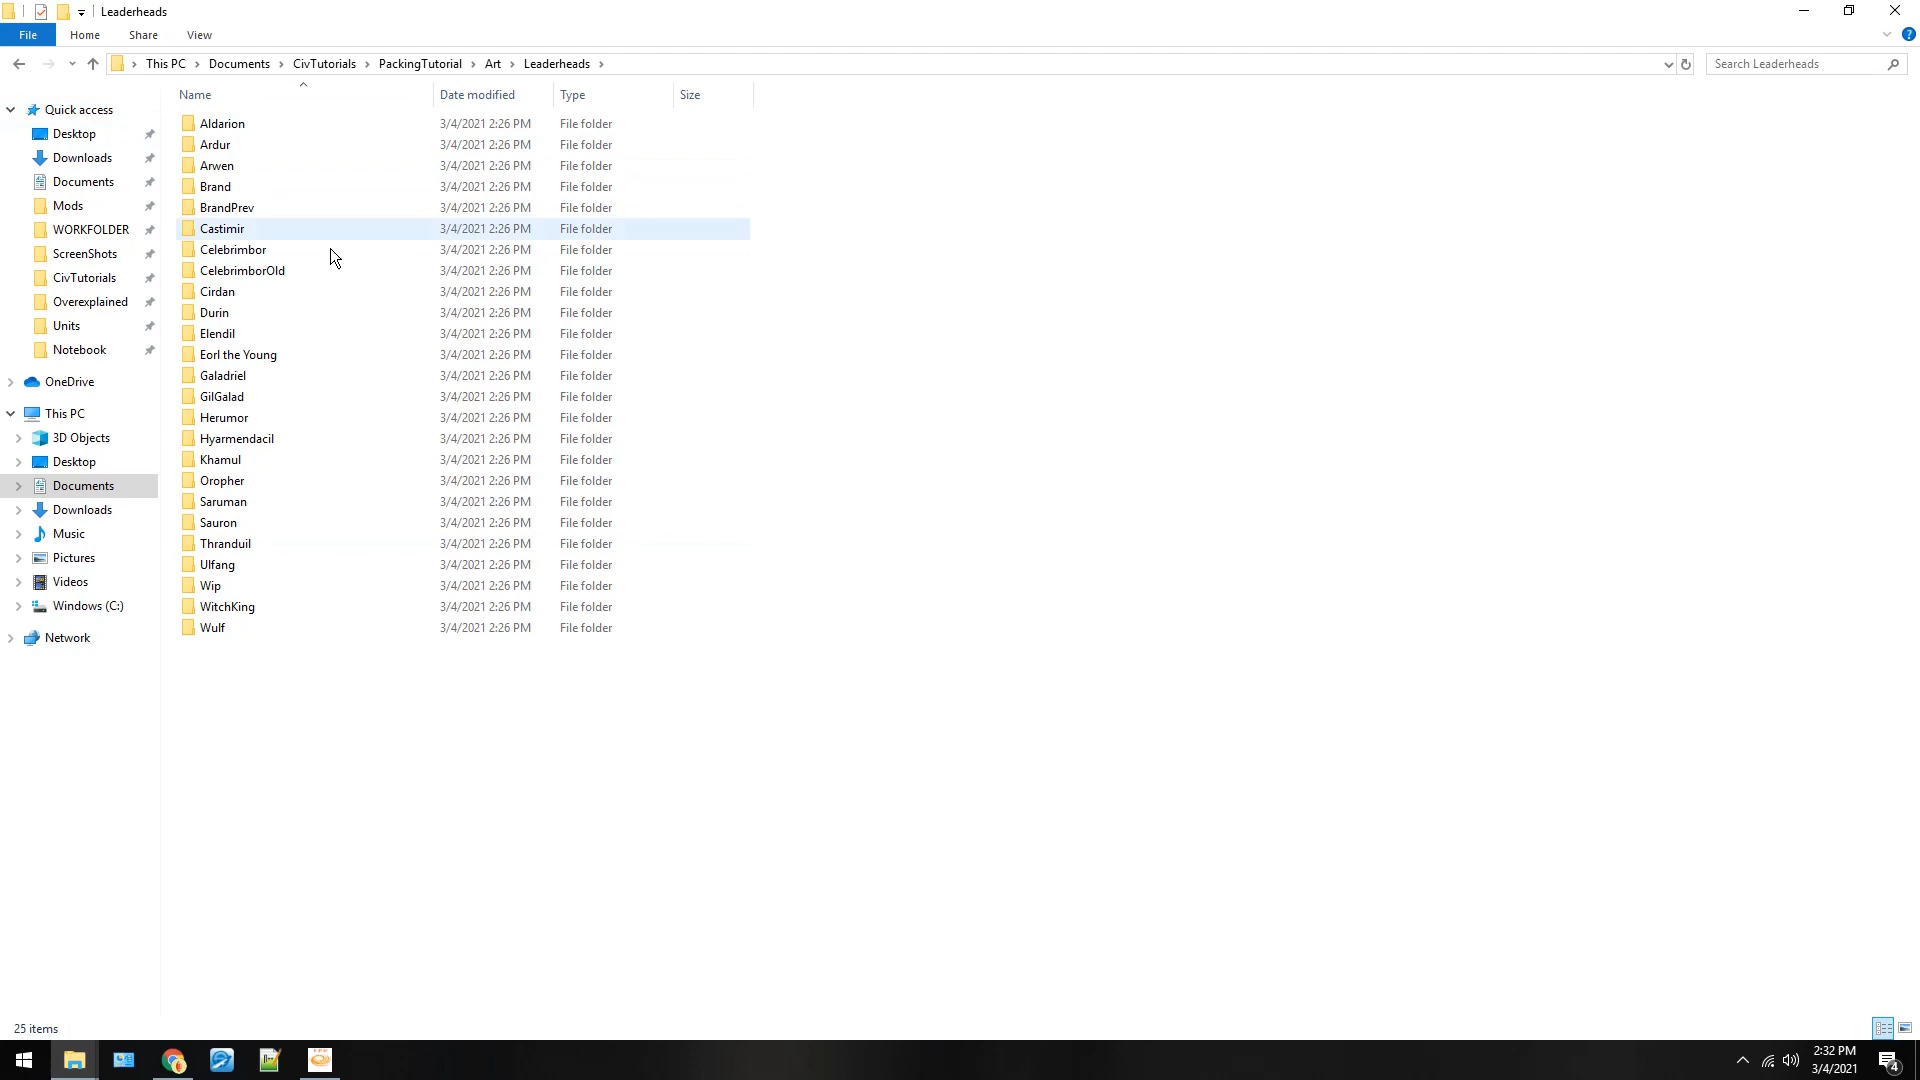 Leaderheads
File Home Share View
This PC Documents CivTutorials PackingTutorial Art Leaderheads
Search Leaderheads
Name Date modified Type Size
Quick access
Desktop
Downloads
Documents
Mods
WORKFOLDER
ScreenShots
CivTutorials
Overexplained
Units
Notebook
OneDrive
This PC
3D Objects
Desktop
Documents
Downloads
Music
Pictures
Videos
Windows (C:)
Network
Aldarion 3/4/2021 2:26 PM File folder
Ardur 3/4/2021 2:26 PM File folder
Arwen 3/4/2021 2:26 PM File folder
Brand 3/4/2021 2:26 PM File folder
BrandPrev 3/4/2021 2:26 PM File folder
Castimir 3/4/2021 2:26 PM File folder
Celebrimbor 3/4/2021 2:26 PM File folder
CelebrimborOld 3/4/2021 2:26 PM File folder
Cirdan 3/4/2021 2:26 PM File folder
Durin 3/4/2021 2:26 PM File folder
Elendil 3/4/2021 2:26 PM File folder
Eorl the Young 3/4/2021 2:26 PM File folder
Galadriel 3/4/2021 2:26 PM File folder
GilGalad 3/4/2021 2:26 PM File folder
Herumor 3/4/2021 2:26 PM File folder
Hyarmendacil 3/4/2021 2:26 PM File folder
Khamul 3/4/2021 2:26 PM File folder
Oropher 3/4/2021 2:26 PM File folder
Saruman 3/4/2021 2:26 PM File folder
Sauron 3/4/2021 2:26 PM File folder
Thranduil 3/4/2021 2:26 PM File folder
Ulfang 3/4/2021 2:26 PM File folder
Wip 3/4/2021 2:26 PM File folder
WitchKing 3/4/2021 2:26 PM File folder
Wulf 3/4/2021 2:26 PM File folder
25 items
2:32 PM
3/4/2021
4